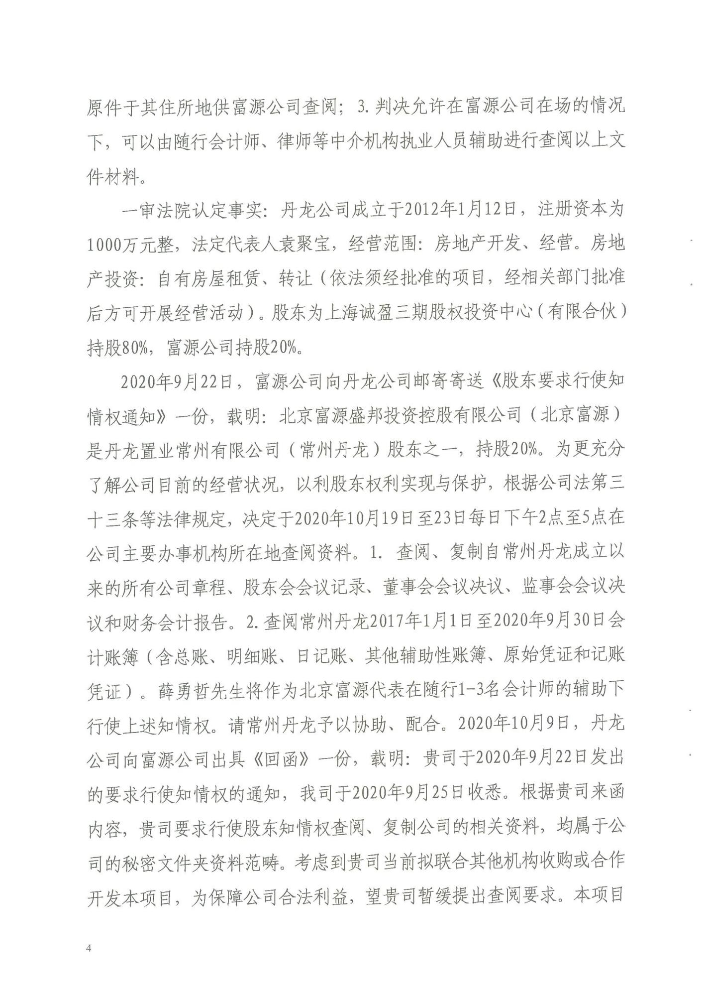 原件于其住所地供富源公司查阅；3.判决允许在富源公司在场的情况
下，可以由随行会计师、律师等中介机构执业人员辅助进行查阅以上文
件材料。
一审法院认定事实：丹龙公司成立于2012年1月12日，注册资本为
1000万元整，法定代表人袁聚宝，经营范围：房地产开发、经营。房地
产投资：自有房屋租赁、转让（依法须经批准的项目，经相关部门批准
后方可开展经营活动）。股东为上海诚盈三期股权投资中心（有限合伙）
持股80%，富源公司持股20%。
2020年9月22日，富源公司向丹龙公司邮寄寄送《股东要求行使知
情权通知》一份，载明：北京富源盛邦投资控股有限公司（北京富源）
是丹龙置业常州有限公司（常州丹龙）股东之一，持股20%。为更充分
了解公司目前的经营状况，以利股东权利实现与保护，根据公司法第三
十三条等法律规定，决定于2020年10月19日至23日每日下午2点至5点在
公司主要办事机构所在地查阅资料。1. 查阅、复制自常州丹龙成立以
来的所有公司章程、股东会会议记录、董事会会议决议、监事会会议决
议和财务会计报告。2.查阅常州丹龙2017年1月1日至2020年9月30日会
计账簿（含总账、明细账、日记账、其他辅助性账簿、原始凭证和记账
凭证）。薛勇哲先生将作为北京富源代表在随行1-3名会计师的辅助下
行使上述知情权。请常州丹龙予以协助、配合。2020年10月9日，丹龙
公司向富源公司出具《回函》一份，载明：贵司于2020年9月22日发出
的要求行使知情权的通知，我司于2020年9月25日收悉。根据贵司来函
内容，贵司要求行使股东知情权查阅、复制公司的相关资料，均属于公
司的秘密文件夹资料范畴。考虑到贵司当前拟联合其他机构收购或合作
开发本项目，为保障公司合法利益，望贵司暂缓提出查阅要求。本项目
4